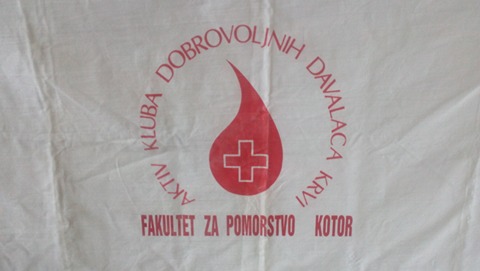 AKTIV KLUBA DOBROVOLJNIH DAVALACA KRVI
FAKULTET ZA POMORSTVO KOTOR